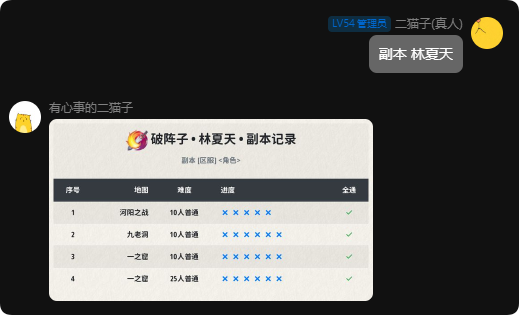 LV54 管理员 二猫子(真人)
副本 林夏天
有心事的二猫子
破阵子 • 林夏天 • 副本记录
副本 [区服] <角色>
序号 地图 难度 进度 全通
1 河阳之战 10人普通 × × × × × ✓
2 九老洞 10人普通 × × × × × × ✓
3 一之窟 10人普通 × × × × × × ✓
4 一之窟 25人普通 × × × × × × ✓